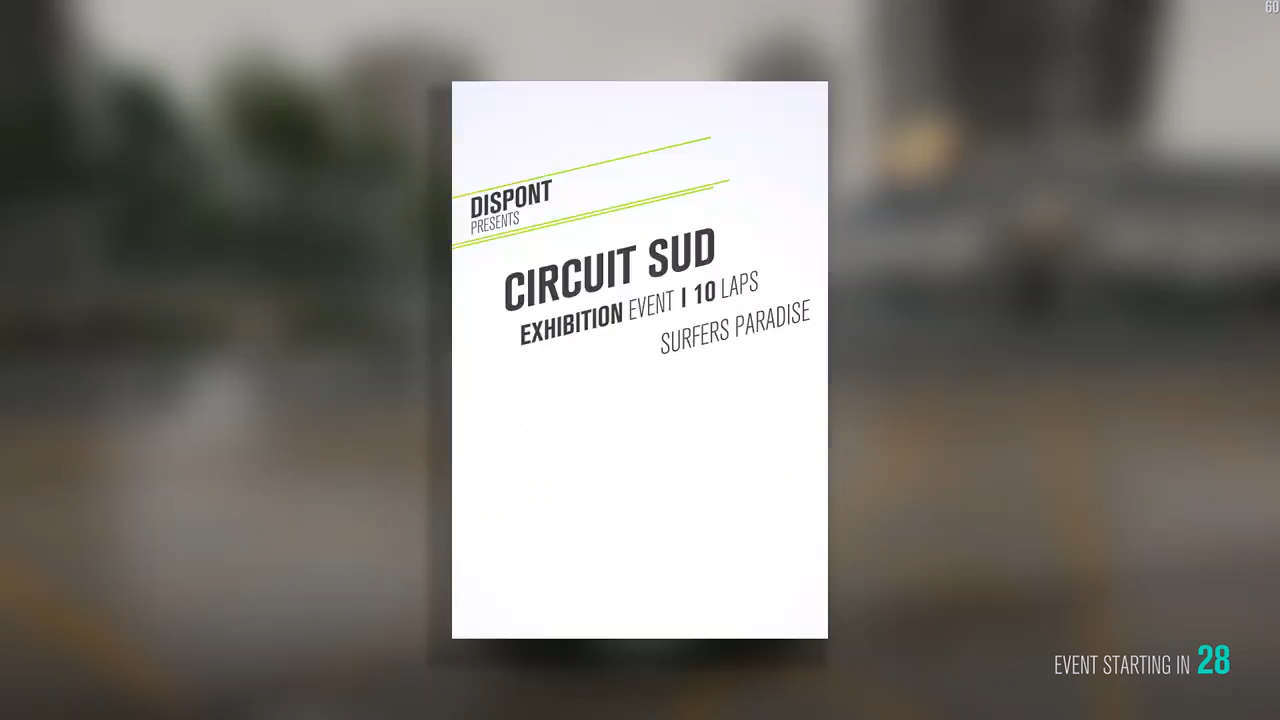 60
DISPONT
PRESENTS
CIRCUIT SUD
EXHIBITION EVENT | 10 LAPS
SURFERS PARADISE
EVENT STARTING IN 28